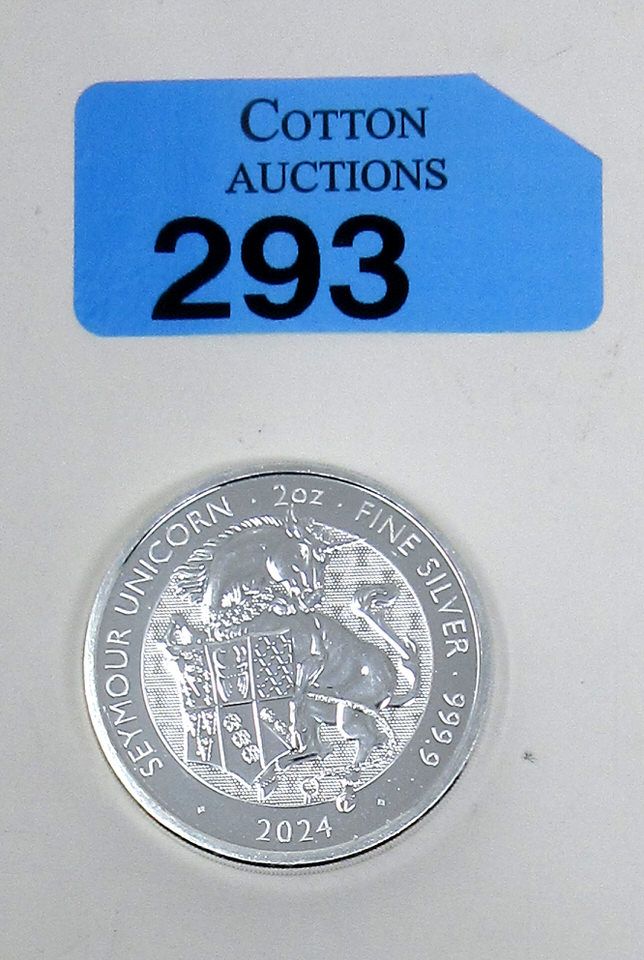 COTTON
AUCTIONS
293
SEYMOUR UNICORN · 2oz · FINE SILVER · 999.9
2024